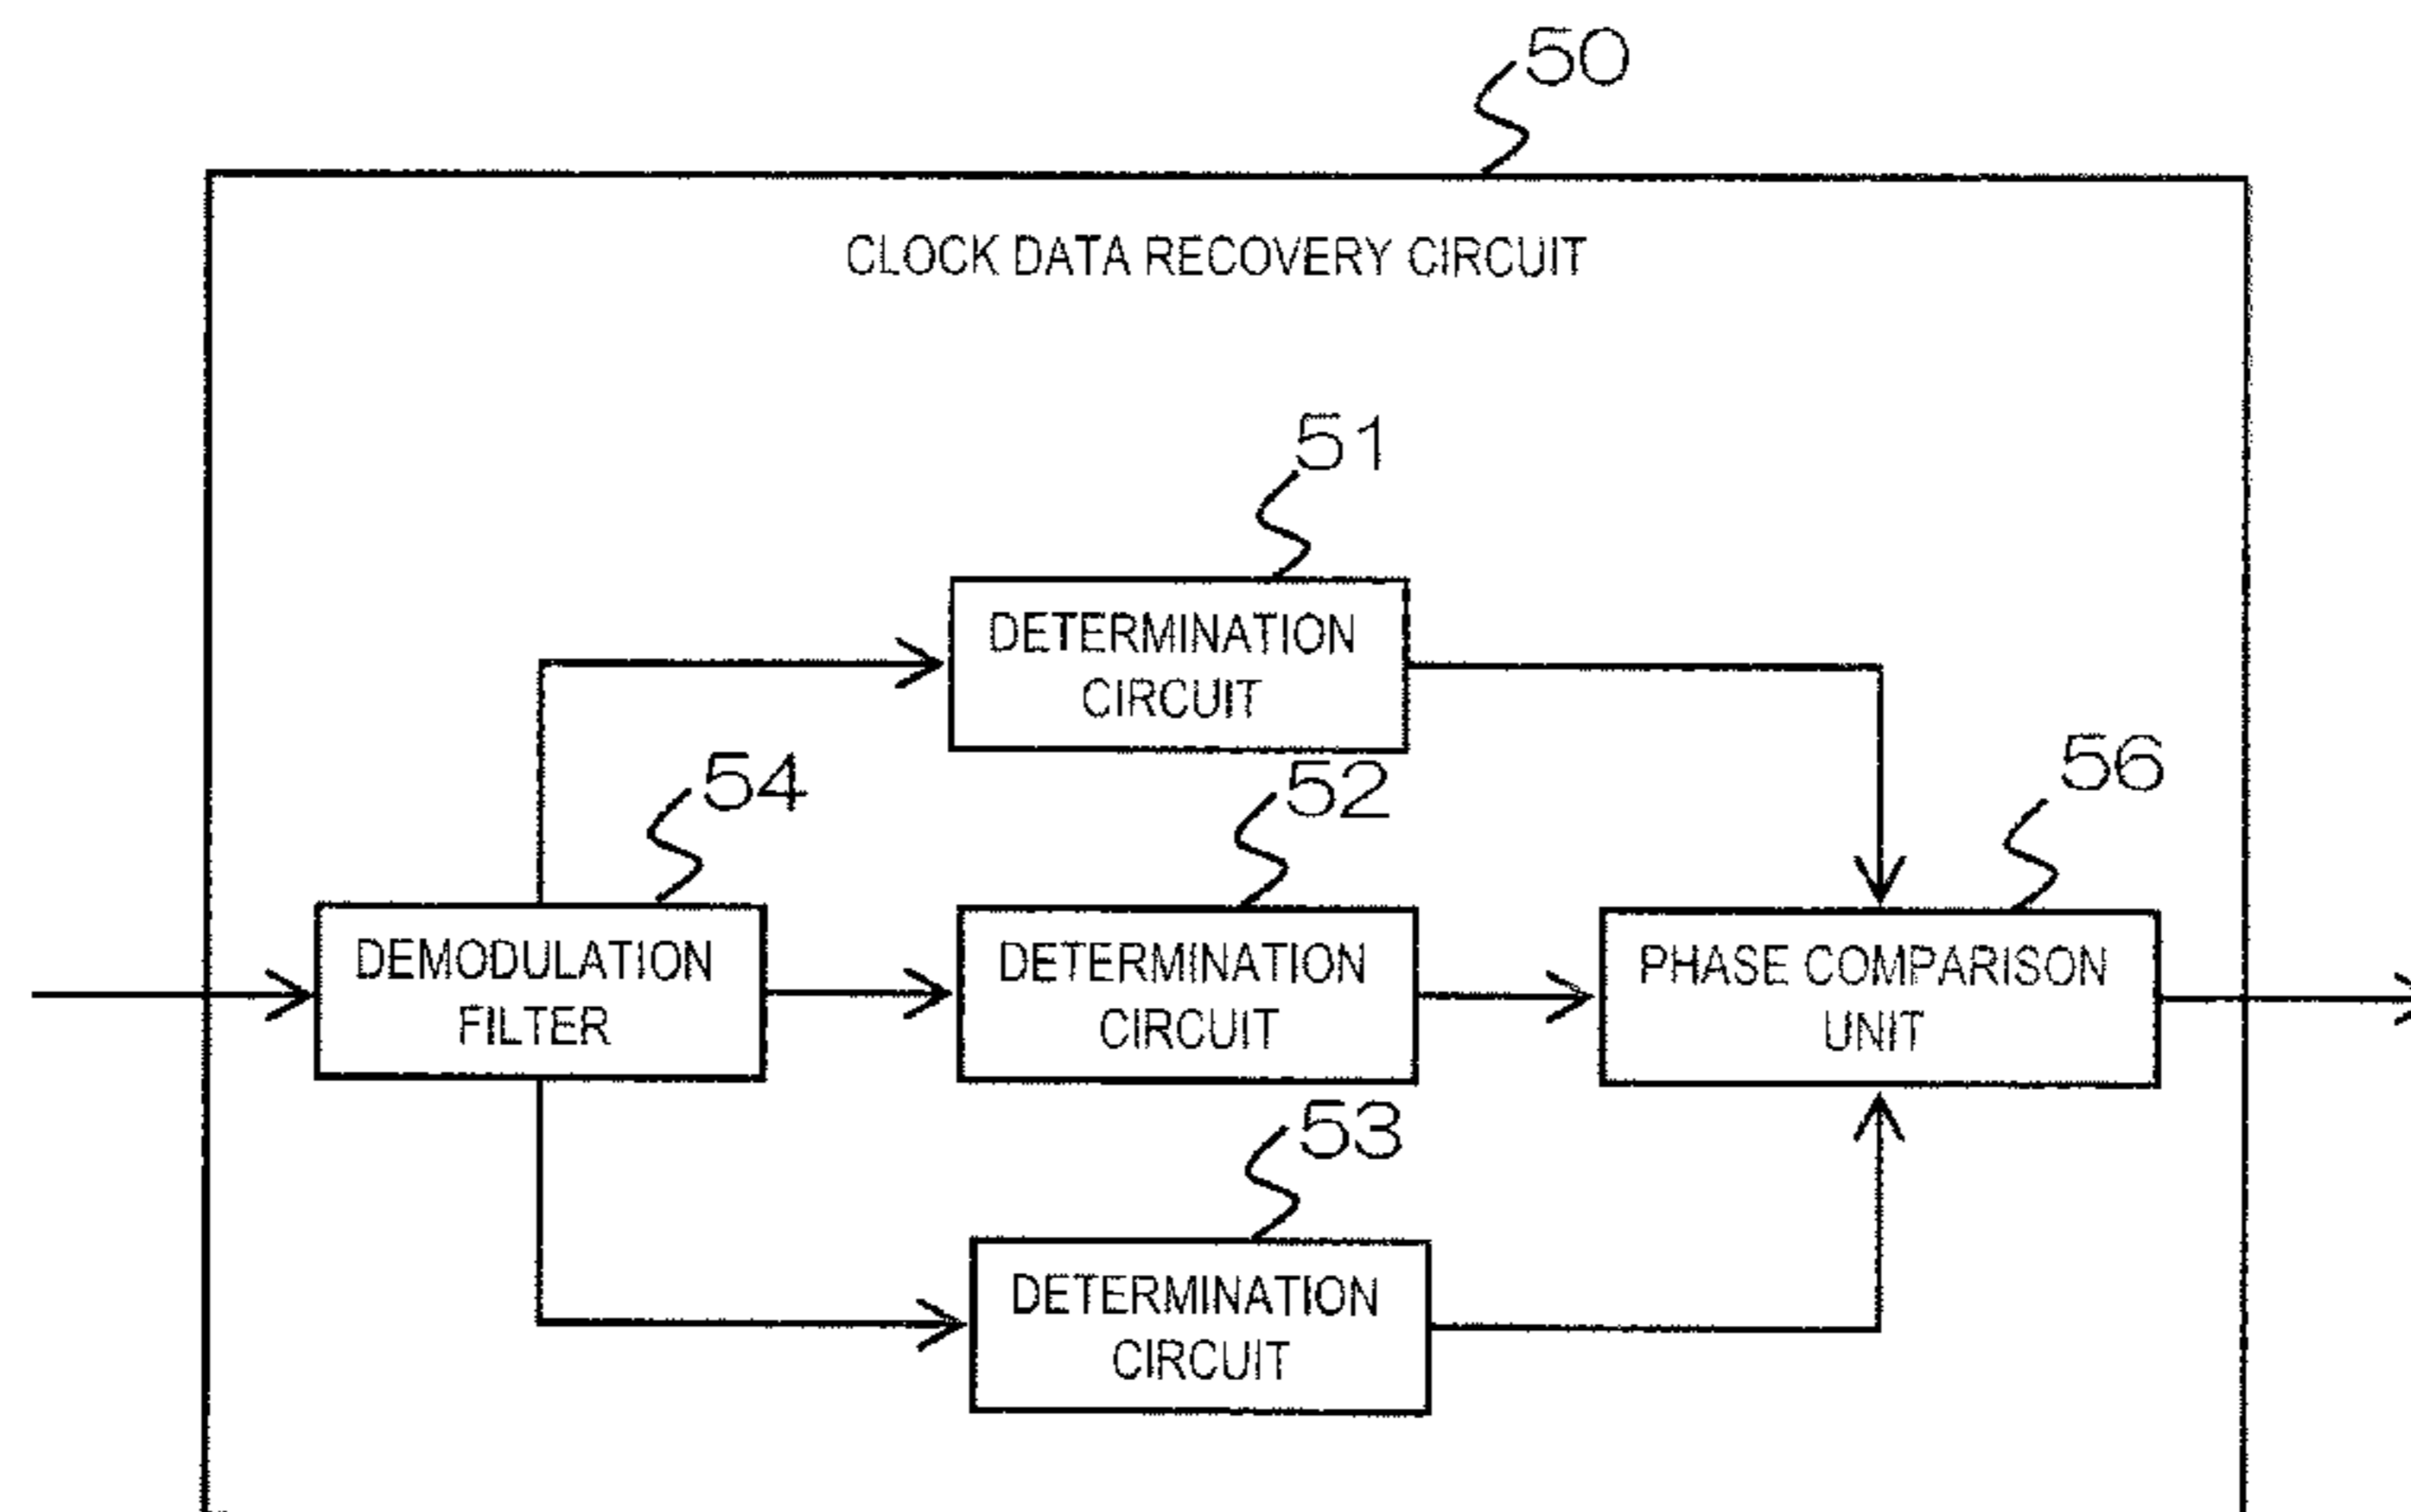 50
CLOCK DATA RECOVERY CIRCUIT
51
DETERMINATION
CIRCUIT
54
52
56
DEMODULATION
FILTER
DETERMINATION
CIRCUIT
PHASE COMPARISON
UNIT
53
DETERMINATION
CIRCUIT